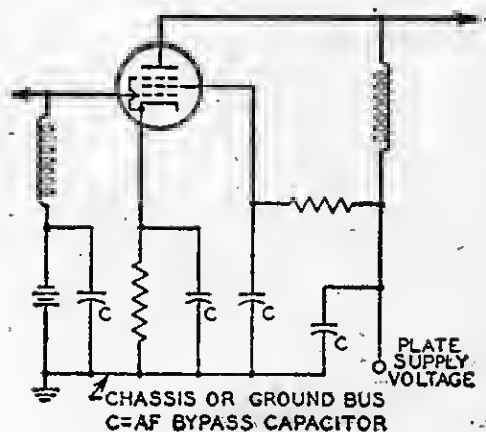 C
C
C
C
PLATE
SUPPLY
VOLTAGE
CHASSIS OR GROUND BUS
C=AF BYPASS CAPACITOR